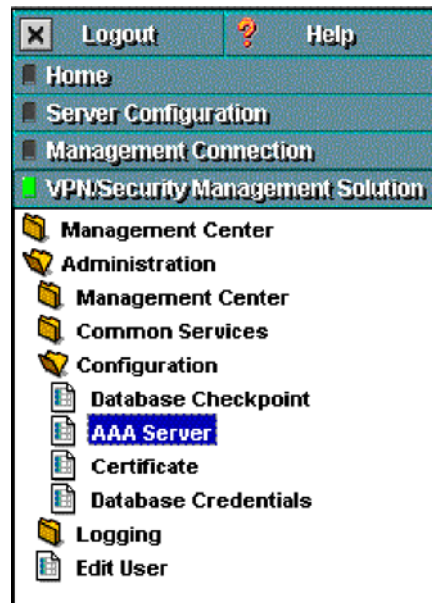 Logout ? Help
Home
Server Configuration
Management Connection
VPN/Security Management Solution
Management Center
Administration
Management Center
Common Services
Configuration
Database Checkpoint
AAA Server
Certificate
Database Credentials
Logging
Edit User